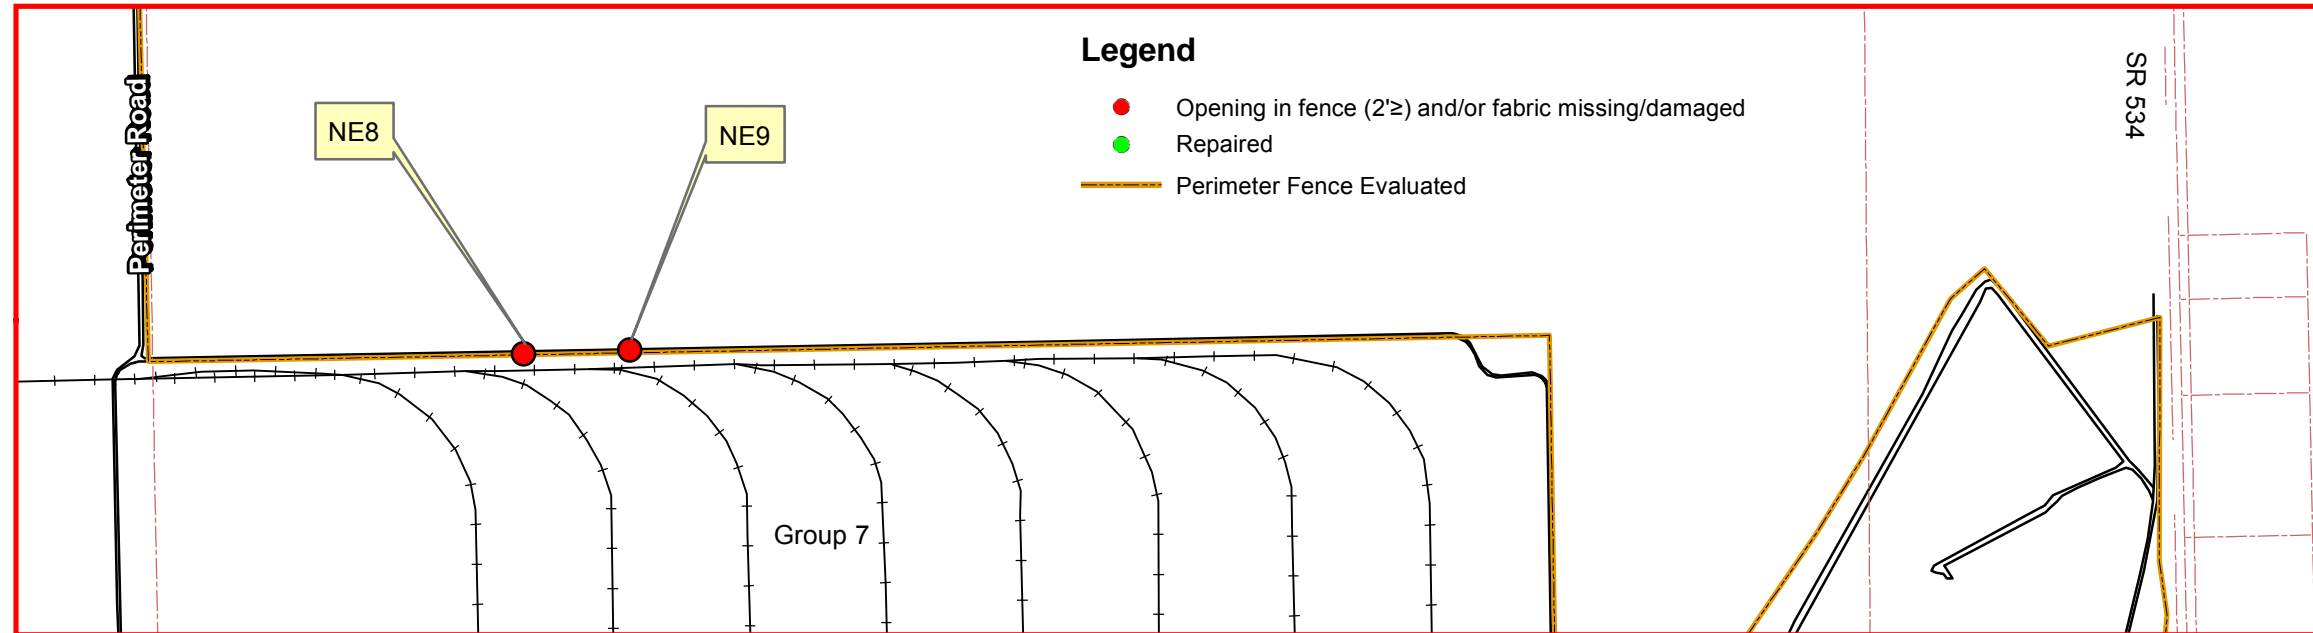 Legend
Opening in fence (2'≥) and/or fabric missing/damaged
Repaired
Perimeter Fence Evaluated
Perimeter Road
NE8
NE9
SR 534
Group 7